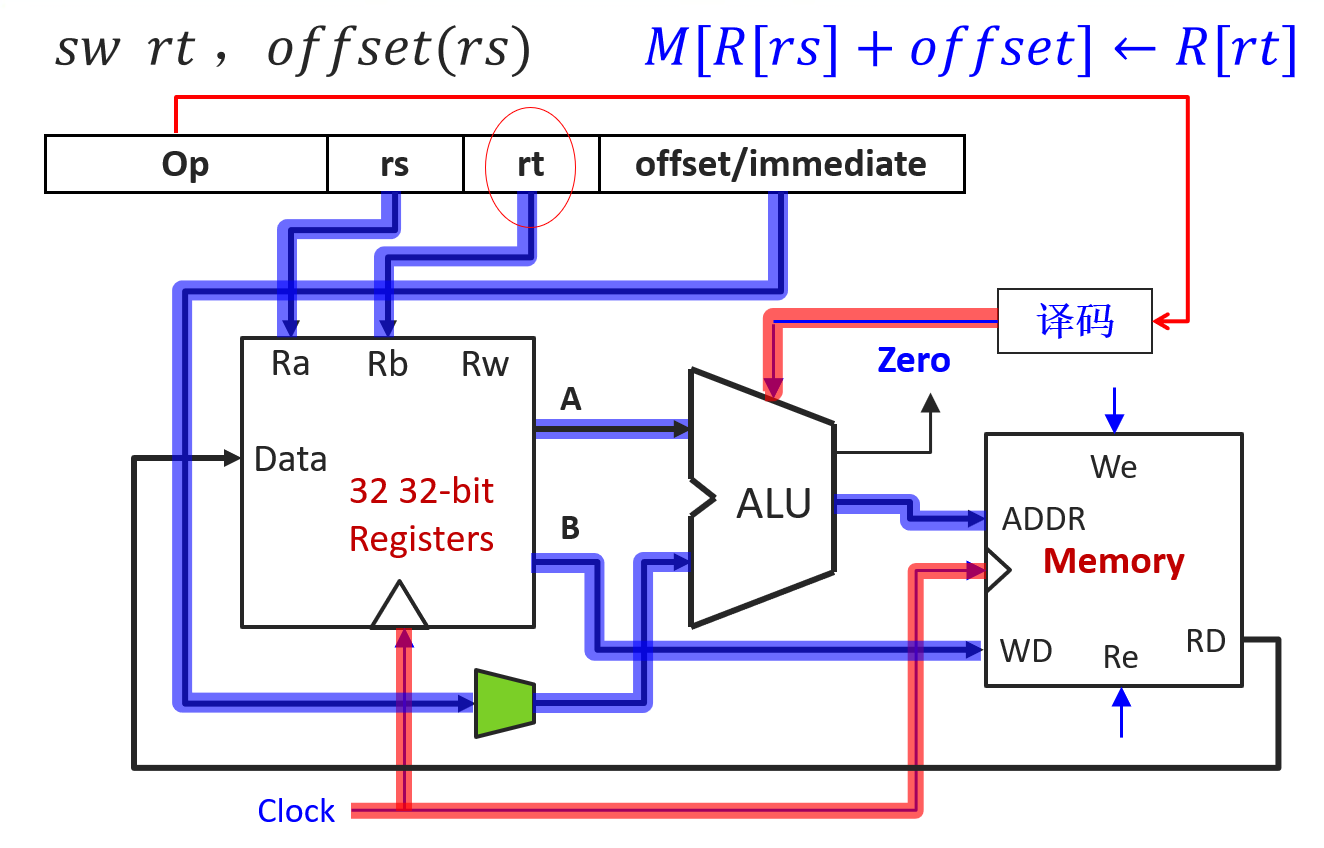 sw rt， offset(rs) M[R[rs] + offset] ← R[rt]
Op rs rt offset/immediate
译码
Zero
Ra Rb Rw
A
We
Data
32 32-bit
Registers
ALU
ADDR
B
Memory
WD
Re
RD
Clock